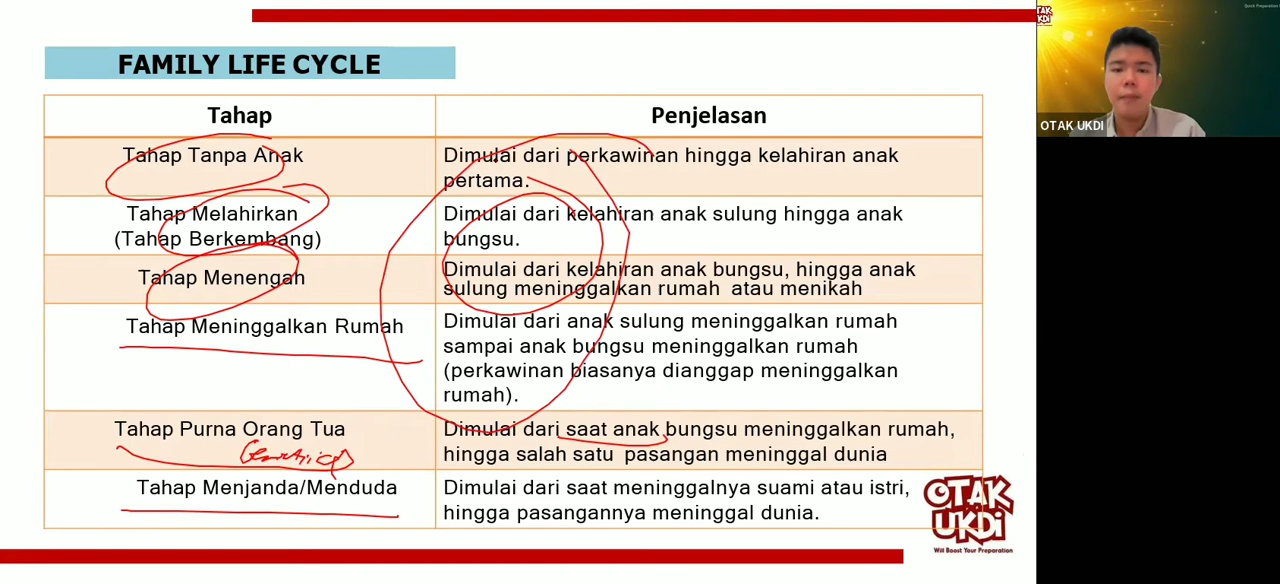 FAMILY LIFE CYCLE
Tahap
Penjelasan
Tahap Tanpa Anak
Dimulai dari perkawinan hingga kelahiran anak
pertama.
Tahap Melahirkan
(Tahap Berkembang)
Dimulai dari kelahiran anak sulung hingga anak
bungsu.
Tahap Menengah
Dimulai dari kelahiran anak bungsu, hingga anak
sulung meninggalkan rumah atau menikah
Tahap Meninggalkan Rumah
Dimulai dari anak sulung meninggalkan rumah
sampai anak bungsu meninggalkan rumah
(perkawinan biasanya dianggap meninggalkan
rumah).
Tahap Purna Orang Tua
Dimulai dari saat anak bungsu meninggalkan rumah,
hingga salah satu pasangan meninggal dunia
Tahap Menjanda/Menduda
Dimulai dari saat meninggalnya suami atau istri,
hingga pasangannya meninggal dunia.
OTAK
UKDi
Will Boost Your Preparation
OTAK
UKDi
Quick Preparation
OTAK UKDI